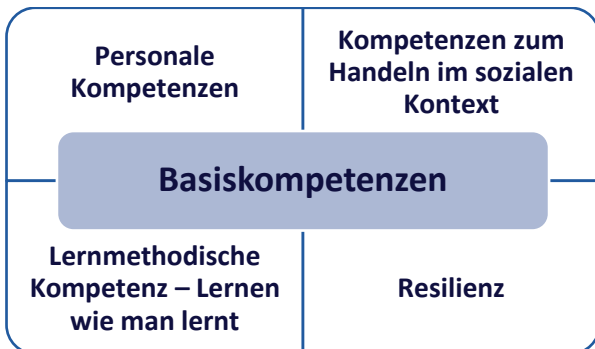 Personale
Kompetenzen
Kompetenzen zum
Handeln im sozialen
Kontext
Basiskompetenzen
Lernmethodische
Kompetenz – Lernen
wie man lernt
Resilienz